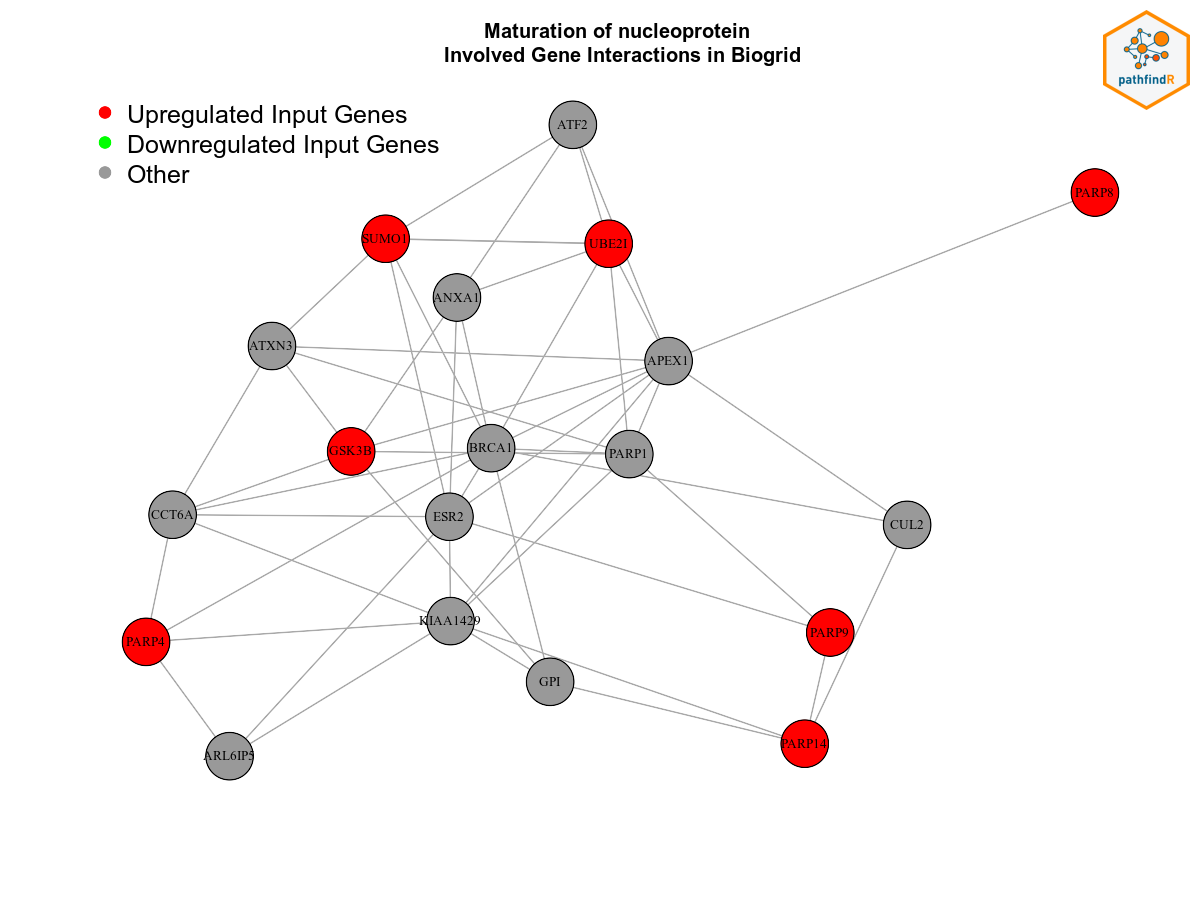 Maturation of nucleoprotein
Involved Gene Interactions in Biogrid
pathfindR
Upregulated Input Genes
Downregulated Input Genes
Other
ATF2
PARP8
SUMO1
UBE2I
ANXA1
ATXN3
APEX1
GSK3B
BRCA1
PARP1
CCT6A
ESR2
CUL2
KIAA1429
PARP4
PARP9
GPI
PARP14
ARL6IP5